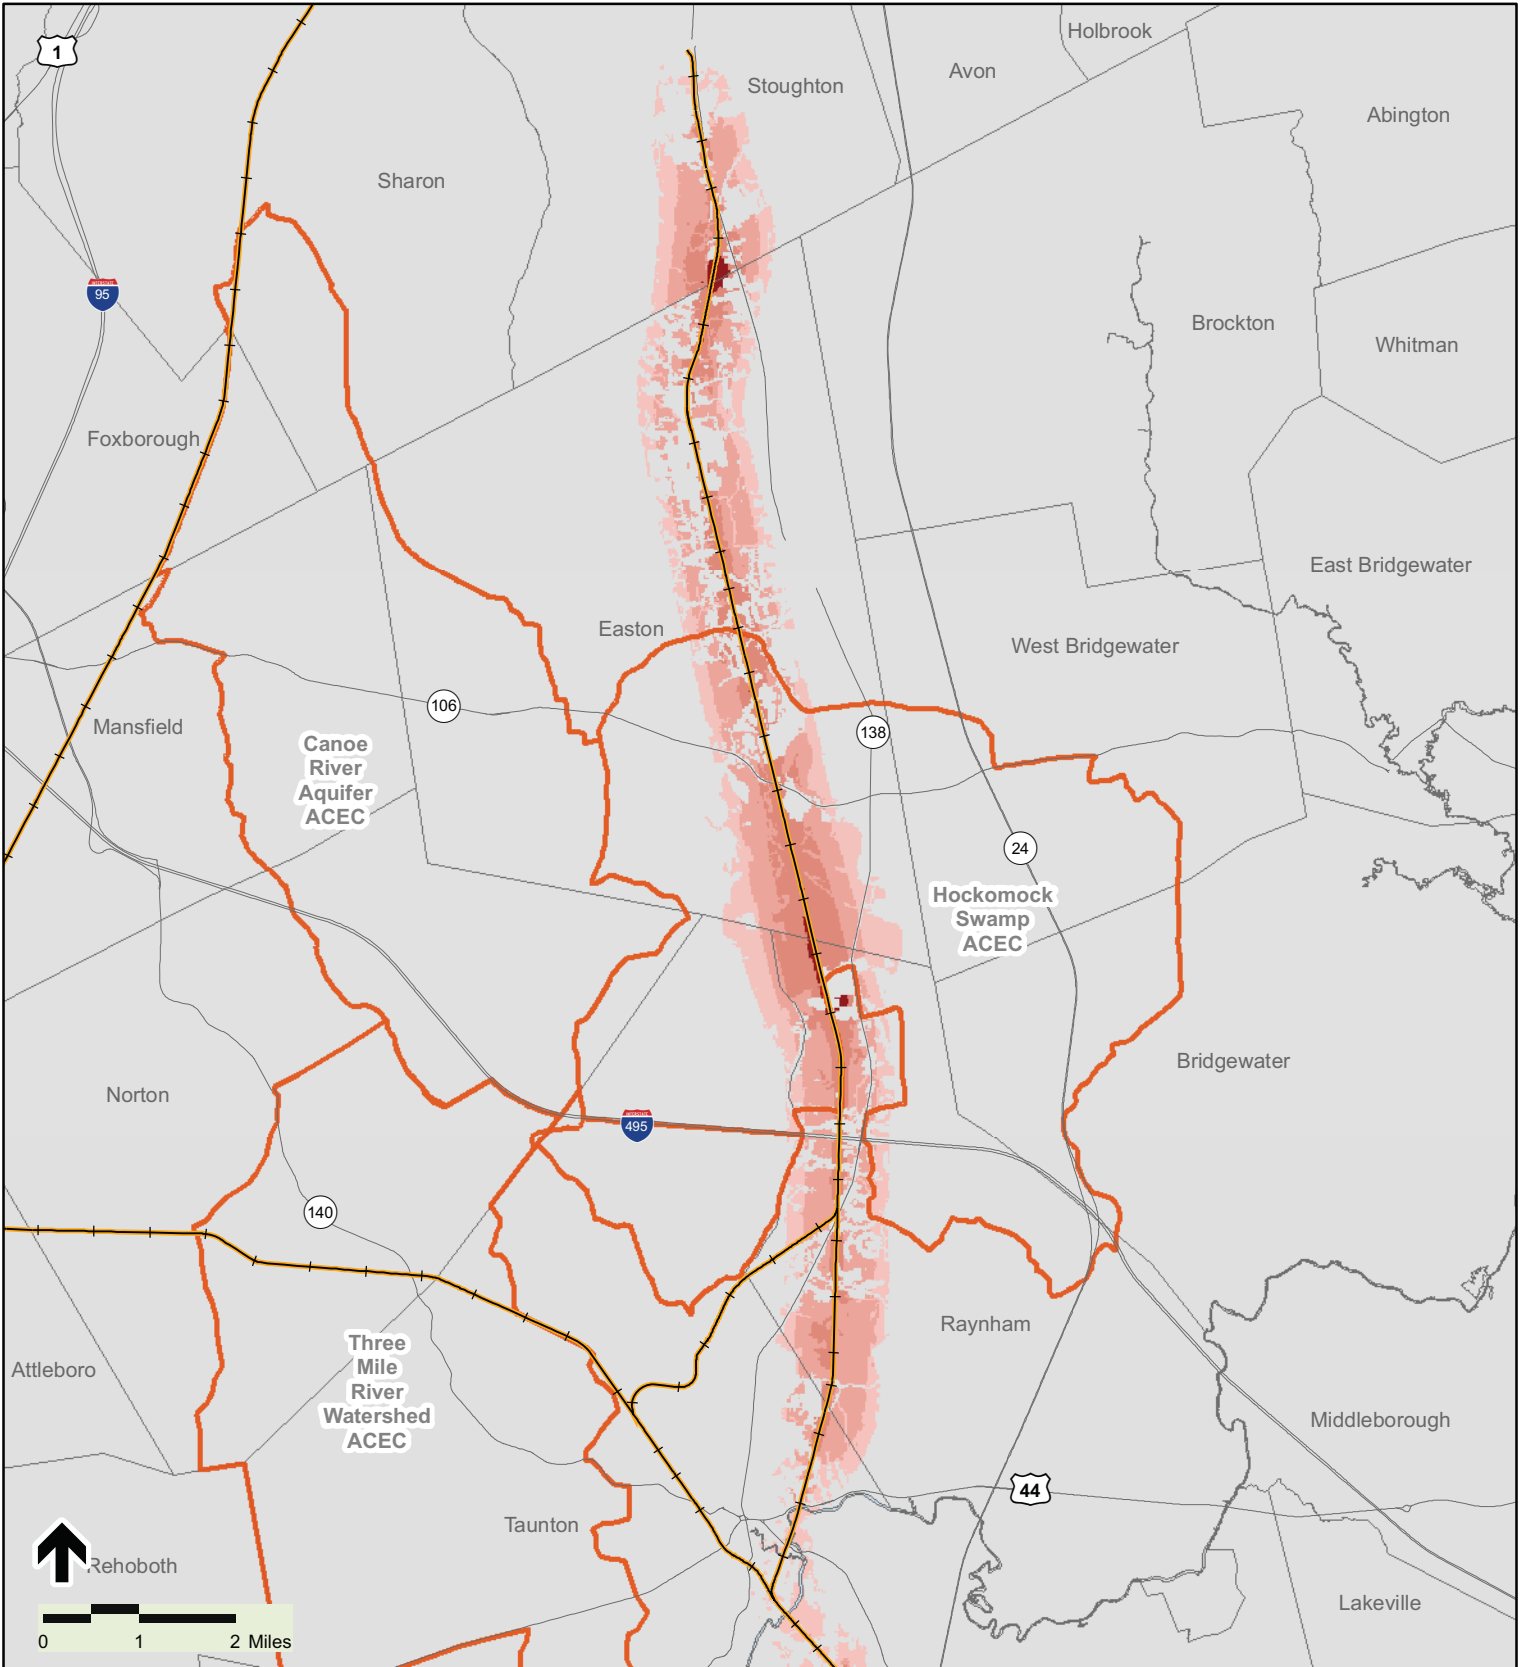 Holbrook
1
Avon
Stoughton
Abington
Sharon
INTERSTATE
95
Brockton
Whitman
Foxborough
East Bridgewater
Easton
West Bridgewater
106
Mansfield
138
Canoe
River
Aquifer
ACEC
24
Hockomock
Swamp
ACEC
Bridgewater
Norton
INTERSTATE
495
140
Raynham
Three
Mile
River
Watershed
ACEC
Attleboro
Middleborough
44
Taunton
Rehoboth
Lakeville
0 1 2 Miles